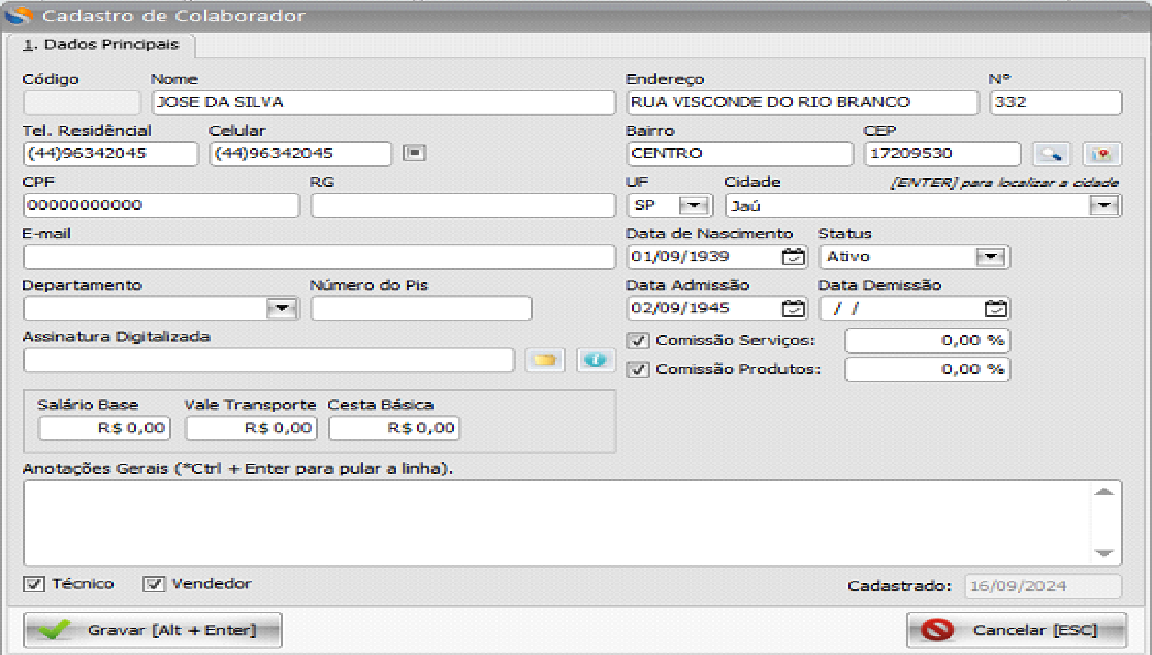 Cadastro de Colaborador
1. Dados Principais
Código Nome Endereço Nº
JOSE DA SILVA RUA VISCONDE DO RIO BRANCO 332
Tel. Residêncial Celular Bairro CEP
(44)96342045 (44)96342045 CENTRO 17209530
CPF RG UF Cidade [ENTER] para localizar a cidade
00000000000 SP Jaú
E-mail Data de Nascimento Status
01/09/1939 Ativo
Departamento Número do Pis Data Admissão Data Demissão
02/09/1945 / /
Assinatura Digitalizada Comissão Serviços: 0,00 %
Comissão Produtos: 0,00 %
Salário Base Vale Transporte Cesta Básica
R$ 0,00 R$ 0,00 R$ 0,00
Anotações Gerais (*Ctrl + Enter para pular a linha).
Técnico Vendedor Cadastrado: 16/09/2024
Gravar [Alt + Enter] Cancelar [ESC]